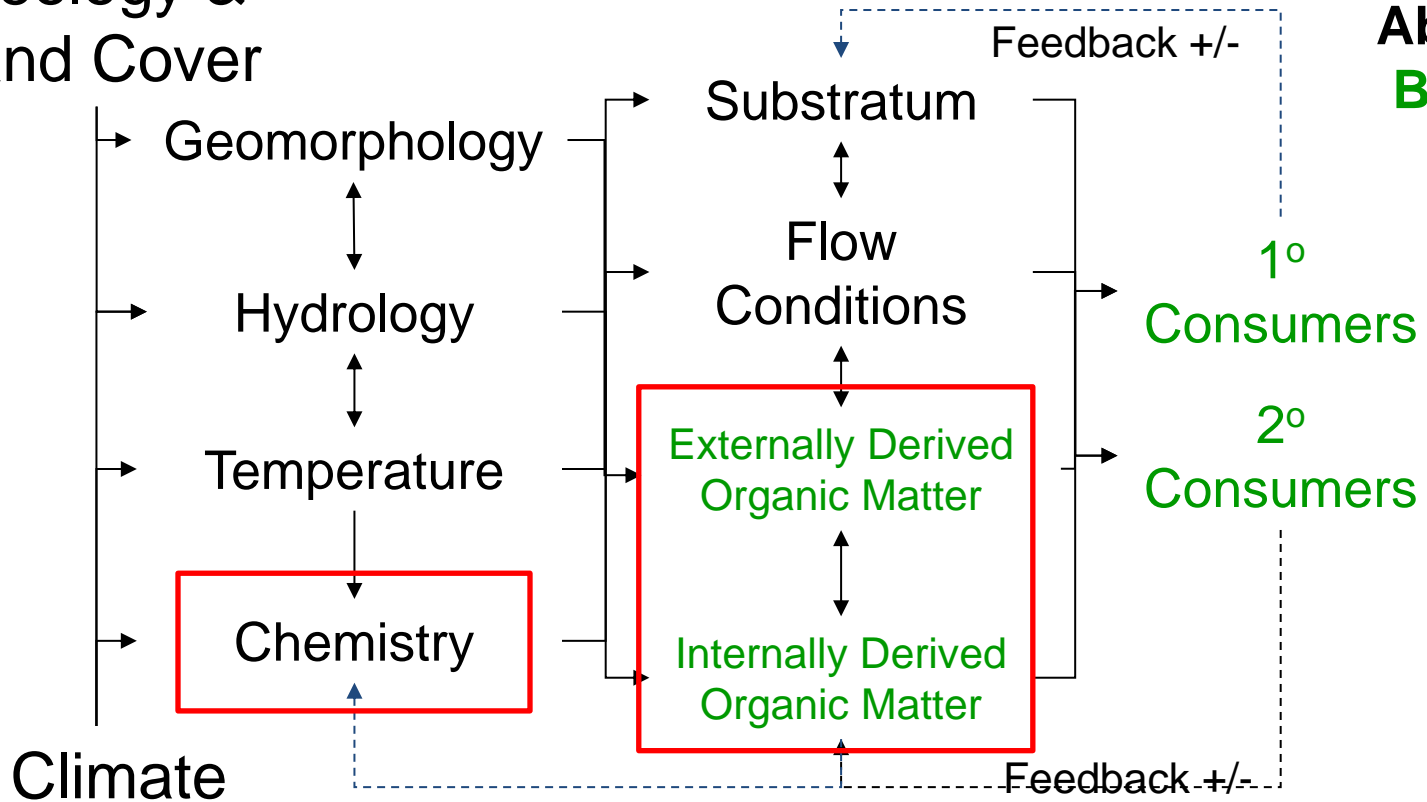 nd Cover
Geomorphology
Hydrology
Temperature
Chemistry
Climate
Feedback +/-
Substratum
Flow
Conditions
Externally Derived
Organic Matter
Internally Derived
Organic Matter
Feedback +/-
Ab
B
1º
Consumers
2º
Consumers